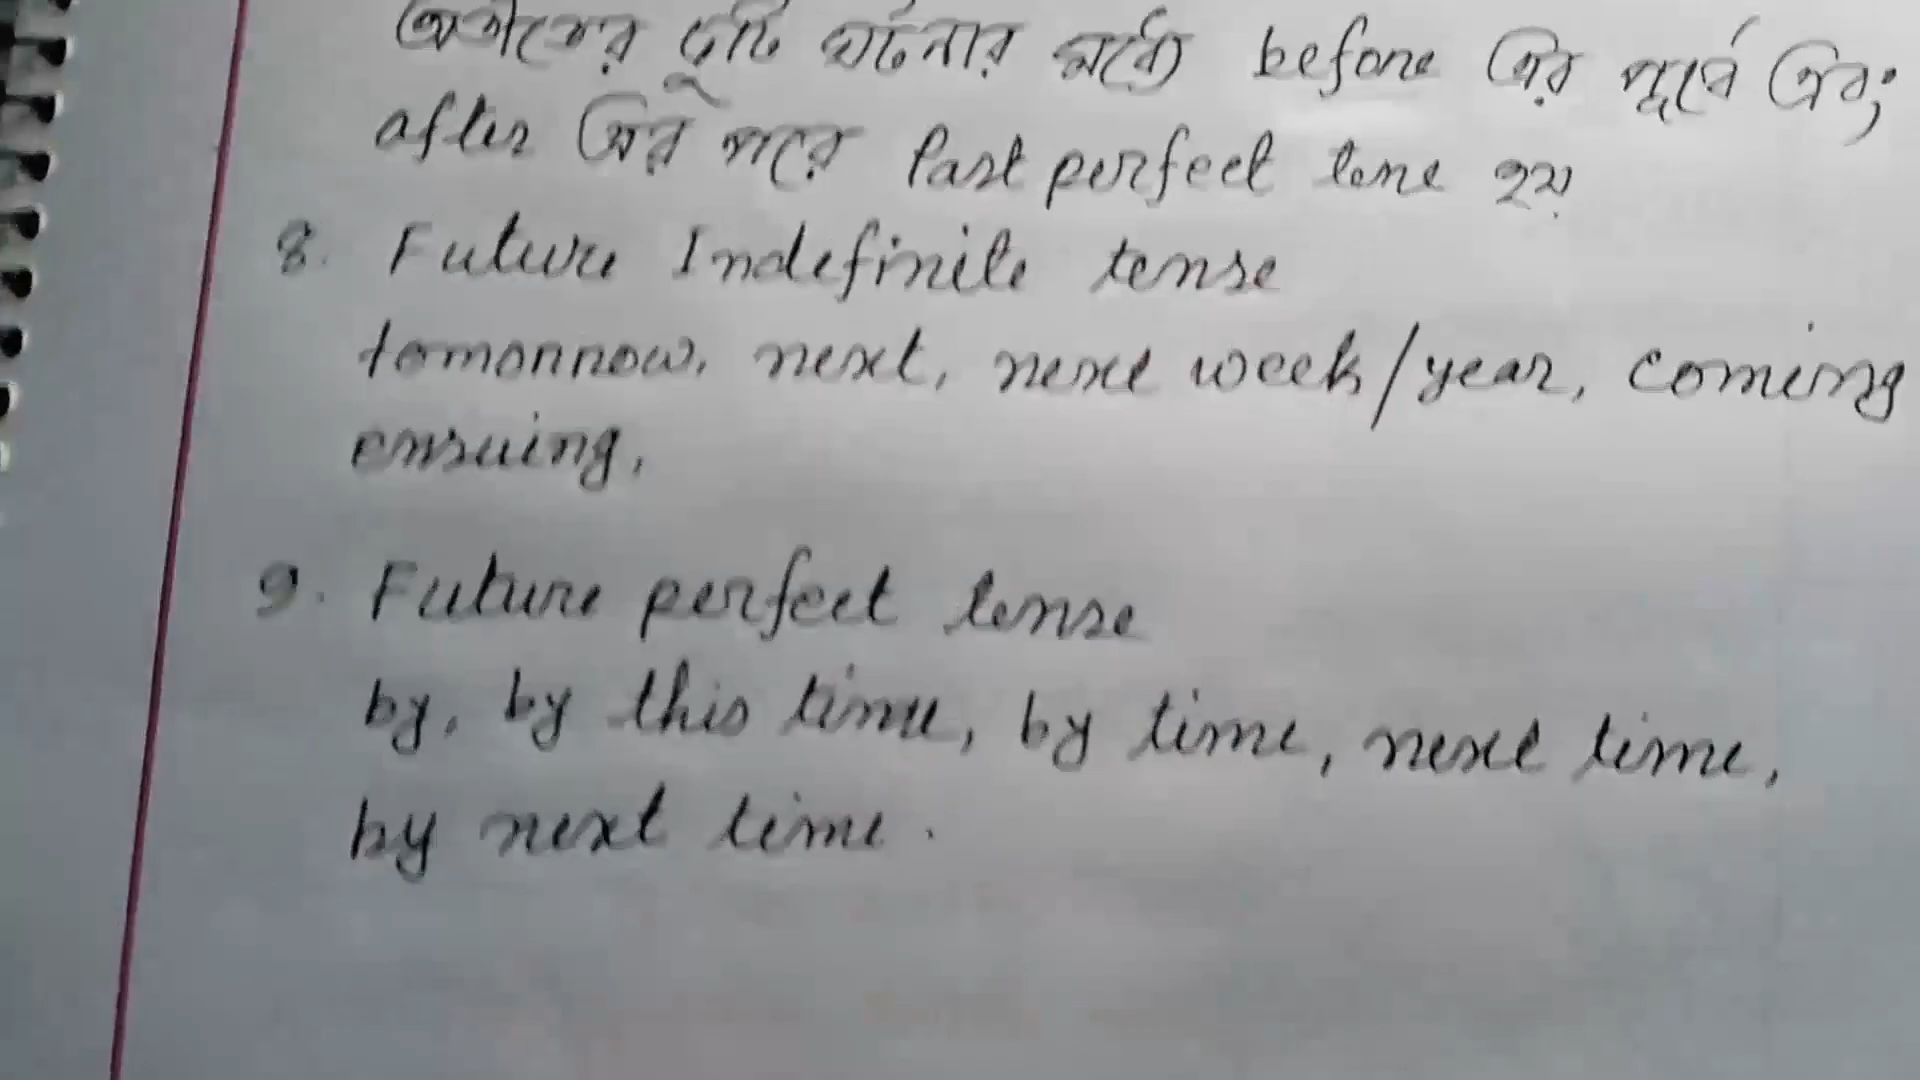 অতীতের দুটি ঘটনার মধ্যে before এর পূর্বে এবং
after এর পরে Past perfect tene হয়
8. Future Indefinite tense
tomorrow, next, next week/year, coming
ensuing,
9. Future perfect tense
by, by this time, by time, next time,
by next time.